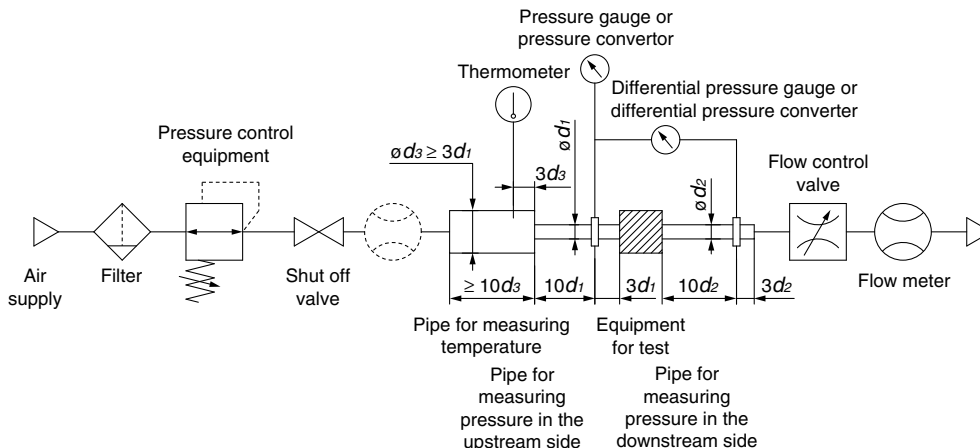 Pressure gauge or
pressure convertor
Thermometer
Differential pressure gauge or
differential pressure converter
Pressure control
equipment
ød3 ≥ 3d1
3d3
ød1
ød2
Flow control
valve
Air
supply
Filter
Shut off
valve
≥ 10d3
10d1
3d1
10d2
3d2
Flow meter
Pipe for measuring
temperature
Equipment
for test
Pipe for
measuring
pressure in the
upstream side
Pipe for
measuring
pressure in the
downstream side